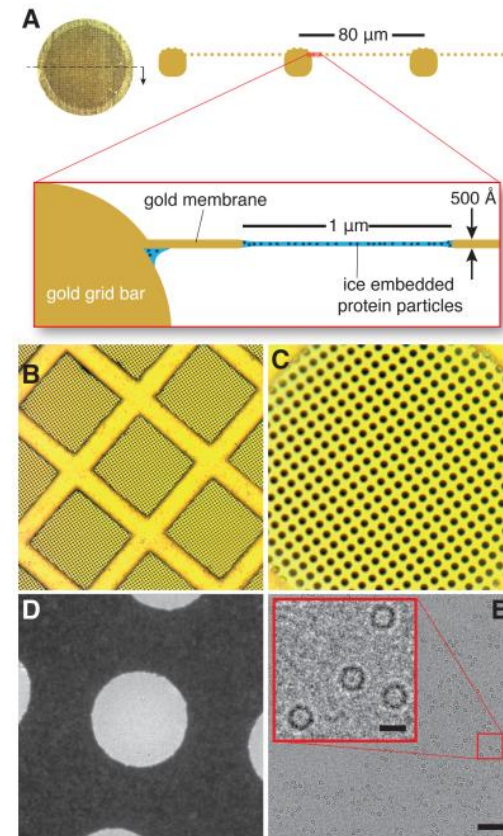 A
80 µm
gold membrane
500 Å
1 µm
gold grid bar
ice embedded
protein particles
B
C
D
E